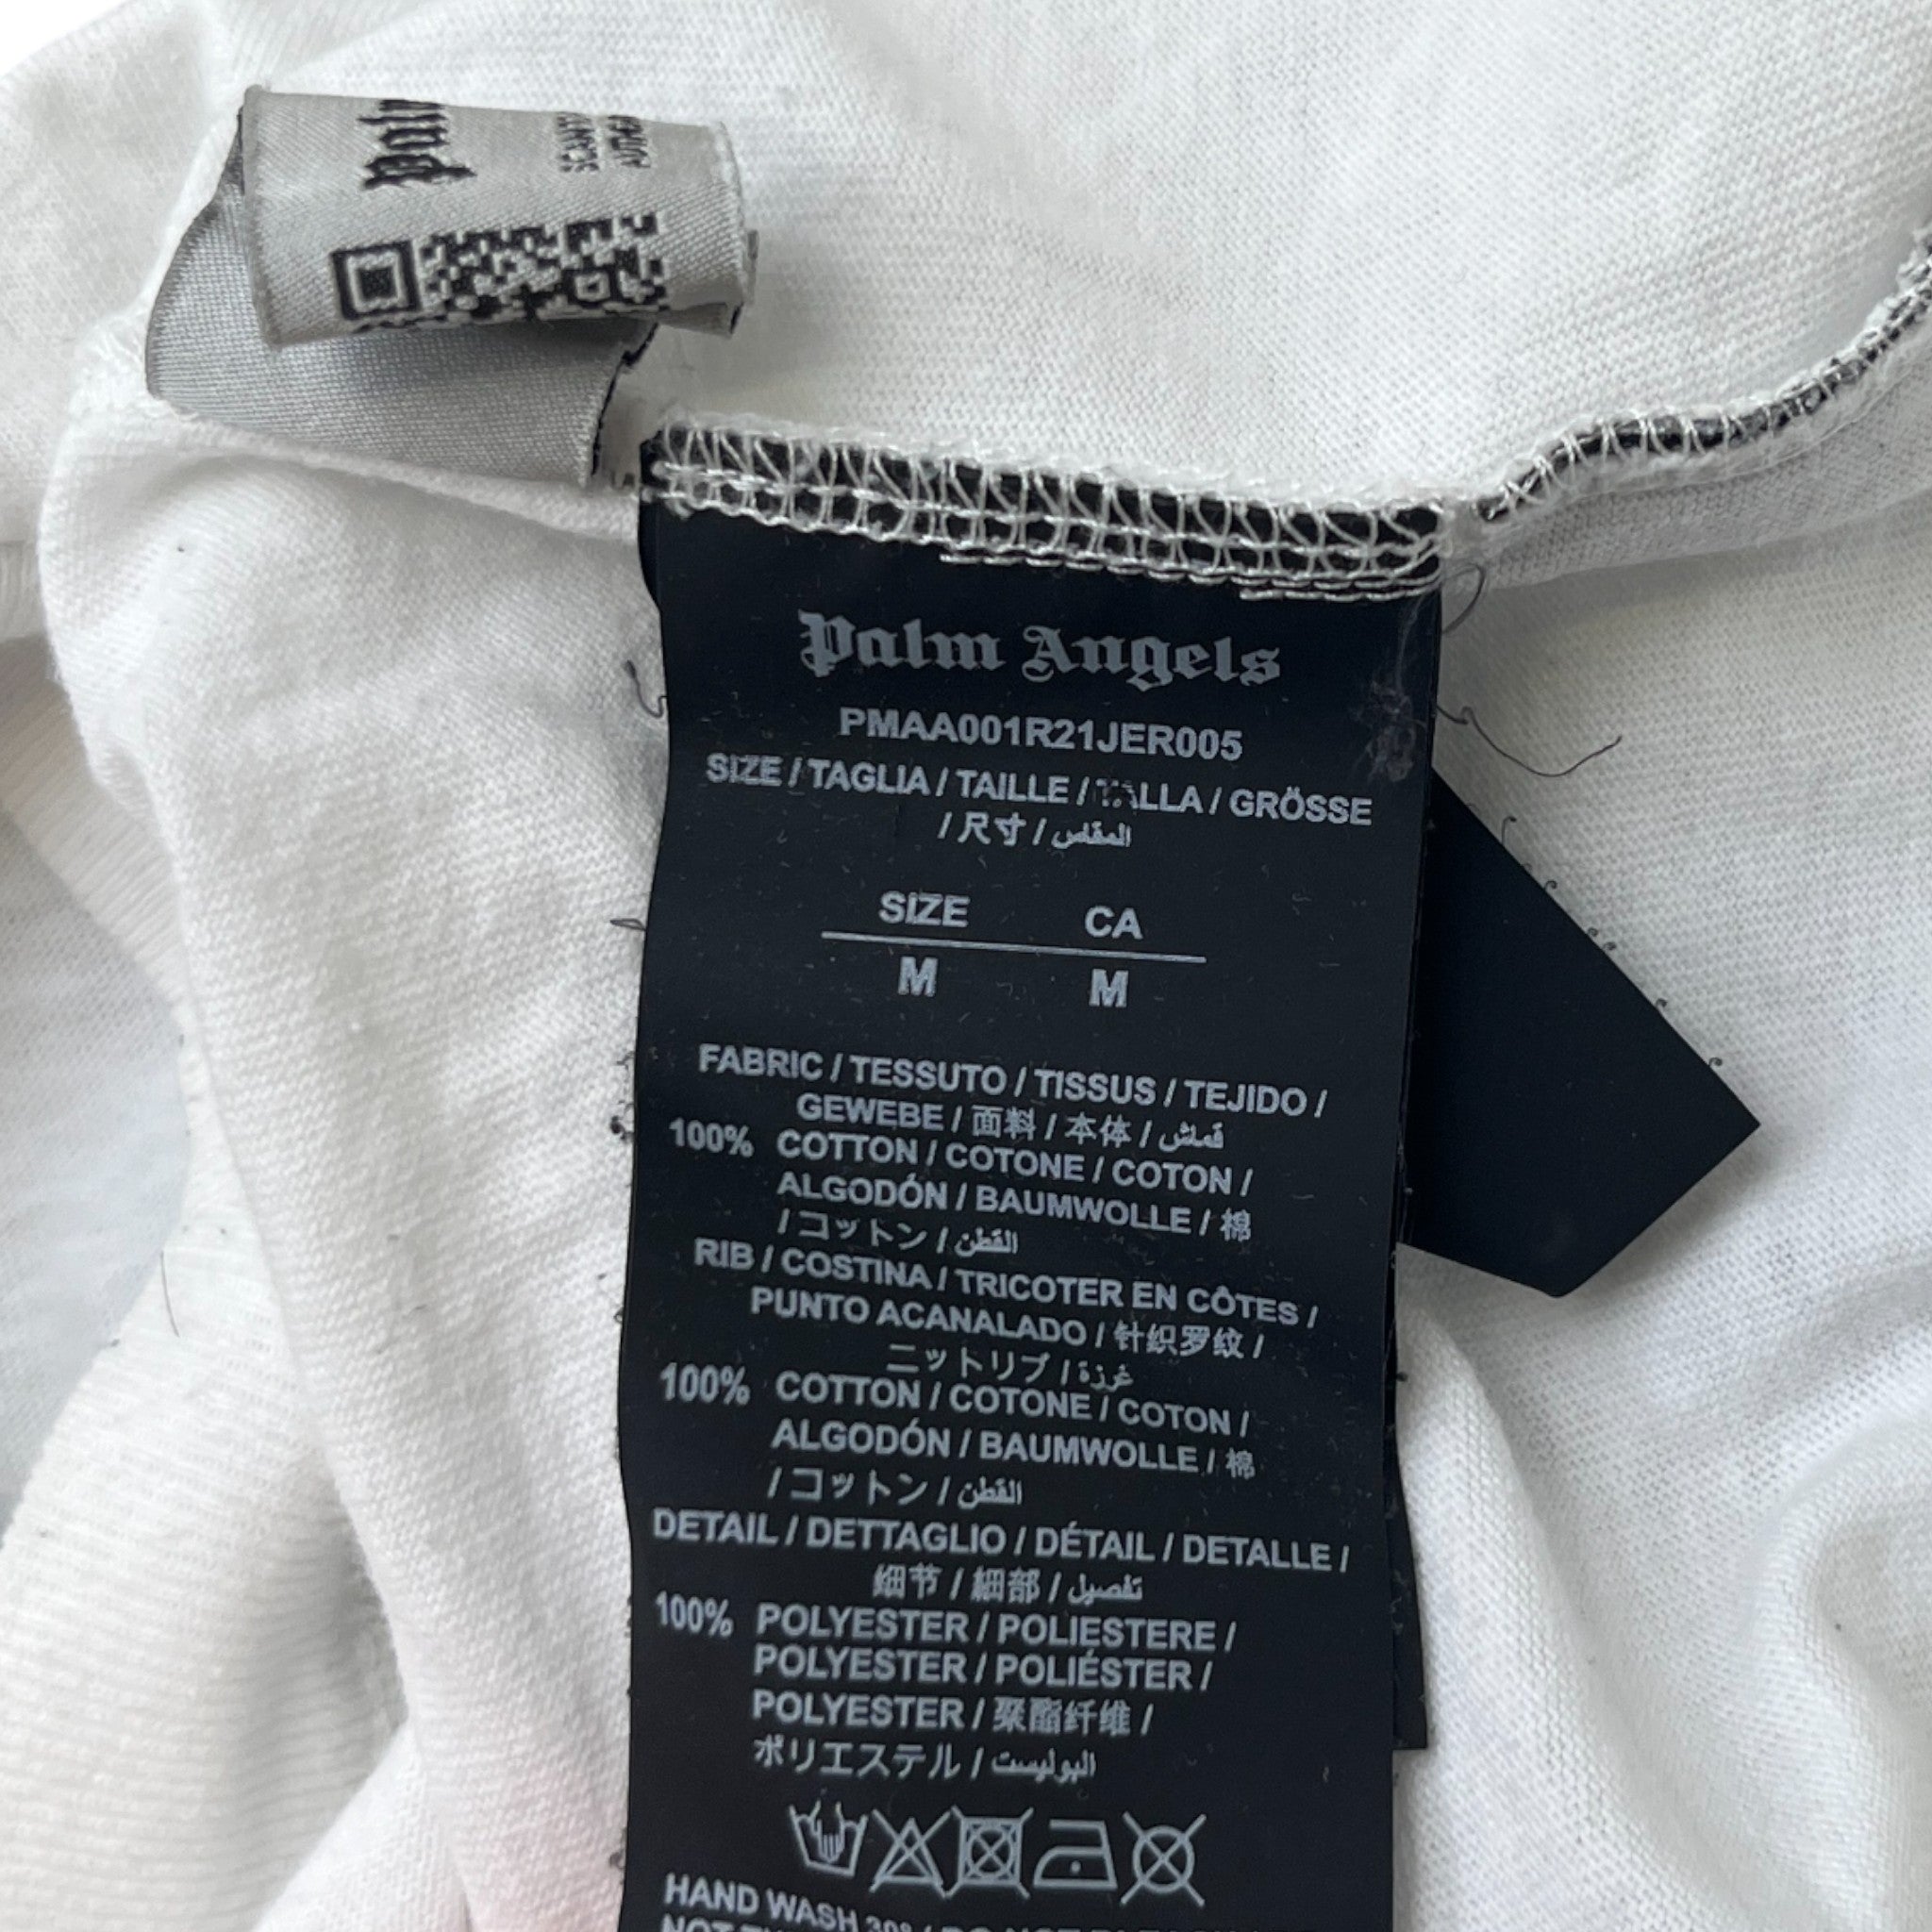 SCAN
Palm Angels
PMAA001R21JER005
SIZE / TAGLIA / TAILLE / TALLA / GRÖSSE
/ 尺寸 / المقاس
SIZE CA
M M
FABRIC / TESSUTO / TISSUS / TEJIDO /
GEWEBE / 面料 / 本体 / قماش
100% COTTON / COTONE / COTON /
ALGODÓN / BAUMWOLLE / 棉
/ コットン / القطن
RIB / COSTINA / TRICOTER EN CÔTES /
PUNTO ACANALADO / 针织罗纹 /
ニットリブ / غرزة
100% COTTON / COTONE / COTON /
ALGODÓN / BAUMWOLLE / 棉
/ コットン / القطن
DETAIL / DETTAGLIO / DÉTAIL / DETALLE /
细节 / 細部 / تفصيل
100% POLYESTER / POLIESTERE /
POLYESTER / POLIÉSTER /
POLYESTER / 聚酯纤维 /
ポリエステル / البوليست
HAND WASH 30° / DO NOT